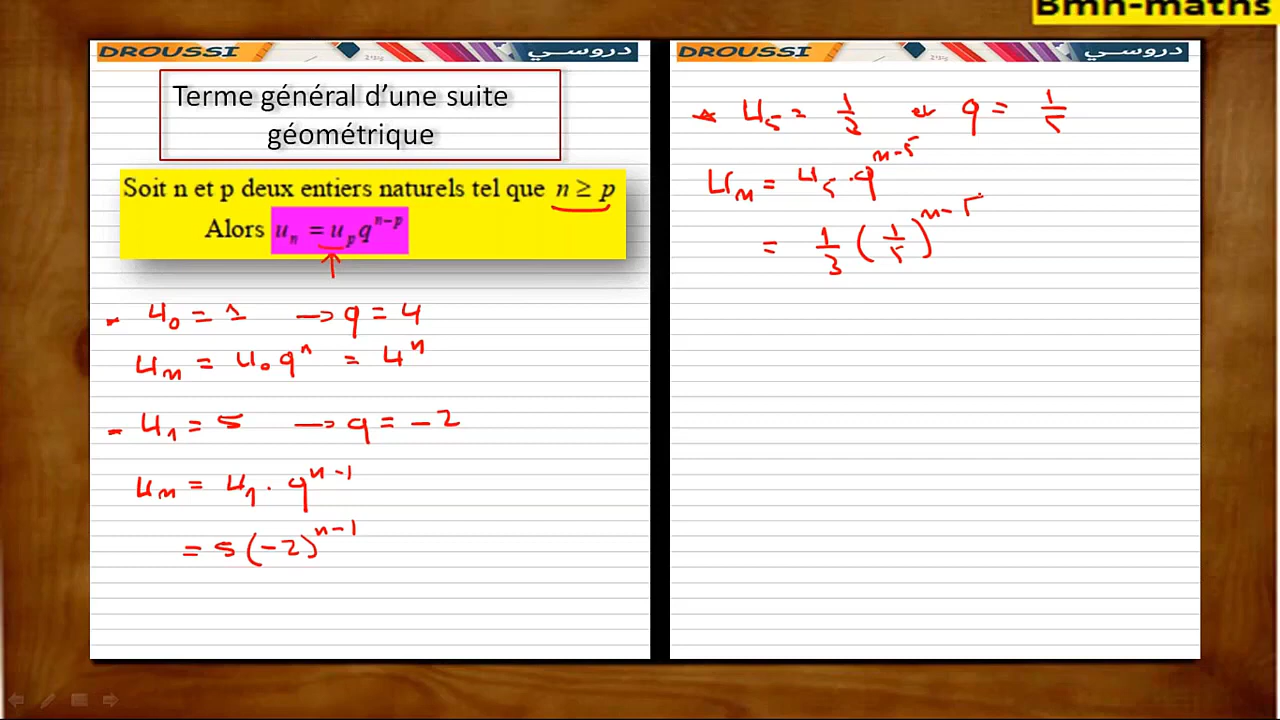 Bmh-maths
DROUSSI دروسي
Terme général d'une suite
géométrique
Soit n et p deux entiers naturels tel que n ≥ p
Alors uₙ = uₚqⁿ⁻ᵖ
- u₀ = 1 → q = 4
uₙ = u₀qⁿ = 4ⁿ
- u₁ = 5 → q = -2
uₙ = u₁ · qⁿ⁻¹
= 5(-2)ⁿ⁻¹
DROUSSI دروسي
* u₅ = 1/3 et q = 1/5
uₙ = u₅ · qⁿ⁻⁵
= 1/3 (1/5)ⁿ⁻⁵